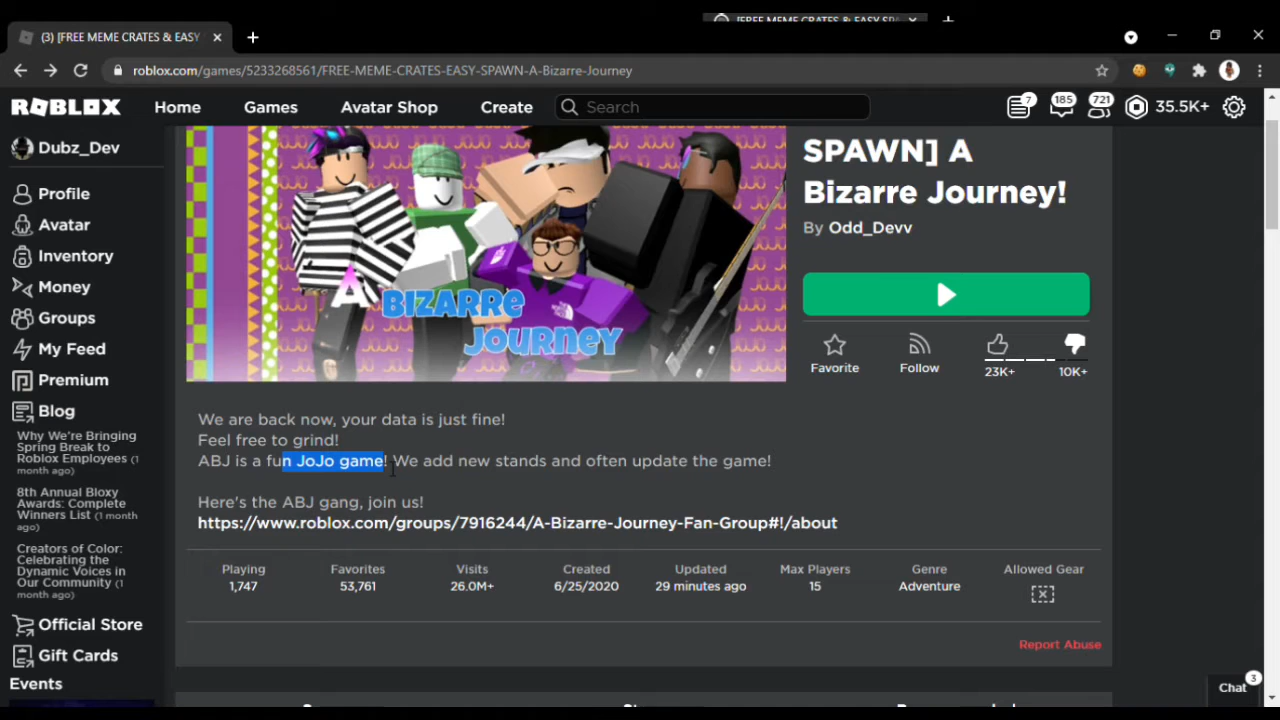 [FREE MEME CRATES & EASY SP
(3) [FREE MEME CRATES & EASY
roblox.com/games/5233268561/FREE-MEME-CRATES-EASY-SPAWN-A-Bizarre-Journey
ROBLOX Home Games Avatar Shop Create Search 7 185 721 35.5K+
Dubz_Dev
Profile
Avatar
Inventory
Money
Groups
My Feed
Premium
Blog
Why We're Bringing
Spring Break to
Roblox Employees (1
month ago)
8th Annual Bloxy
Awards: Complete
Winners List (1 month
ago)
Creators of Color:
Celebrating the
Dynamic Voices in
Our Community (1
month ago)
Official Store
Gift Cards
Events
A BIZARRE
JOURNEY
SPAWN] A
Bizarre Journey!
By Odd_Devv
Favorite Follow 23K+ 10K+
We are back now, your data is just fine!
Feel free to grind!
ABJ is a fun JoJo game! We add new stands and often update the game!
Here's the ABJ gang, join us!
https://www.roblox.com/groups/7916244/A-Bizarre-Journey-Fan-Group#!/about
Playing Favorites Visits Created Updated Max Players Genre Allowed Gear
1,747 53,761 26.0M+ 6/25/2020 29 minutes ago 15 Adventure
Report Abuse
Chat 3